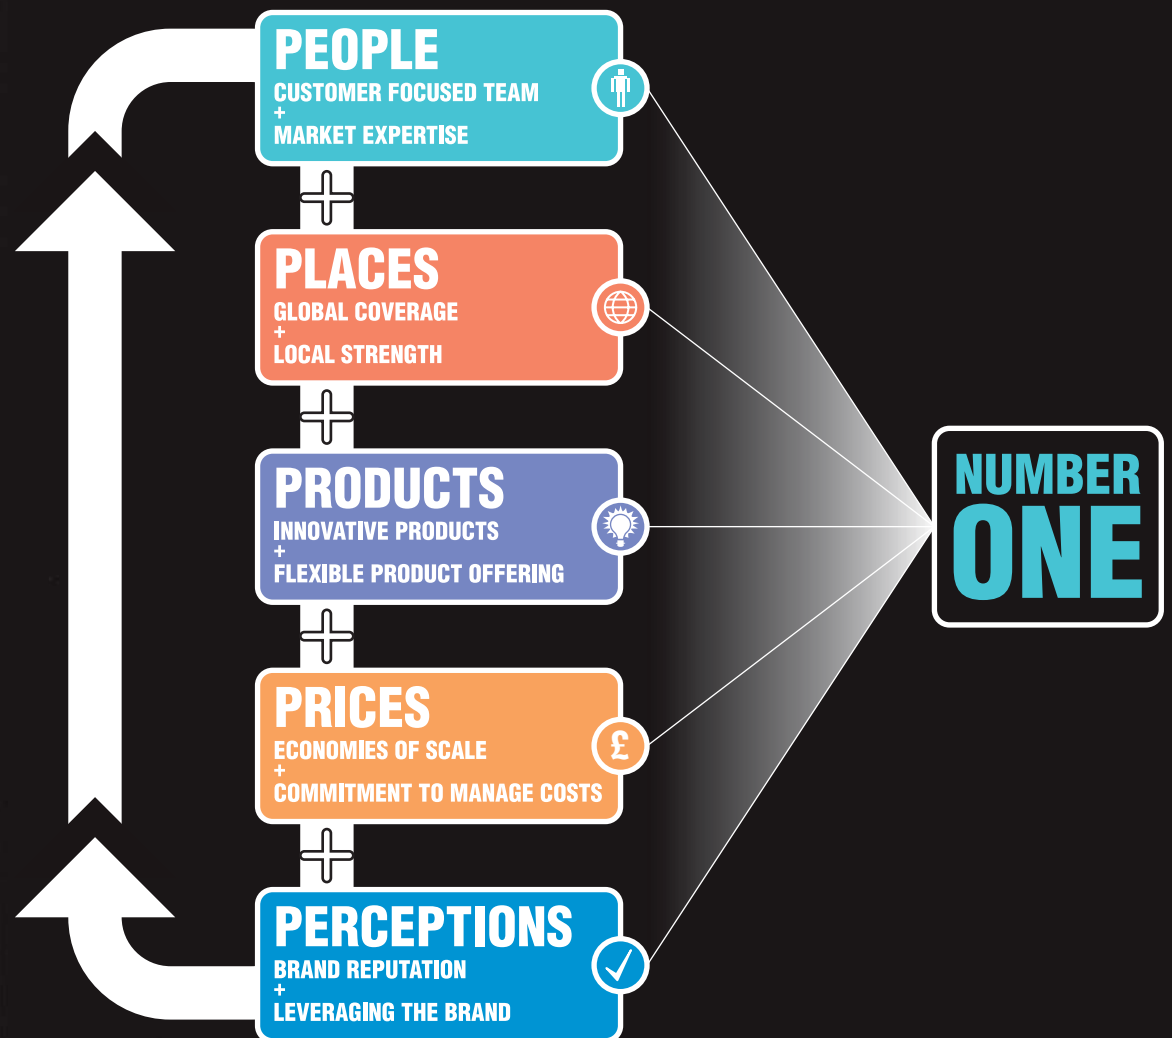 PEOPLE
CUSTOMER FOCUSED TEAM
+
MARKET EXPERTISE
+
PLACES
GLOBAL COVERAGE
+
LOCAL STRENGTH
+
PRODUCTS
INNOVATIVE PRODUCTS
+
FLEXIBLE PRODUCT OFFERING
+
PRICES
ECONOMIES OF SCALE
+
COMMITMENT TO MANAGE COSTS
£
+
PERCEPTIONS
BRAND REPUTATION
+
LEVERAGING THE BRAND
NUMBER
ONE